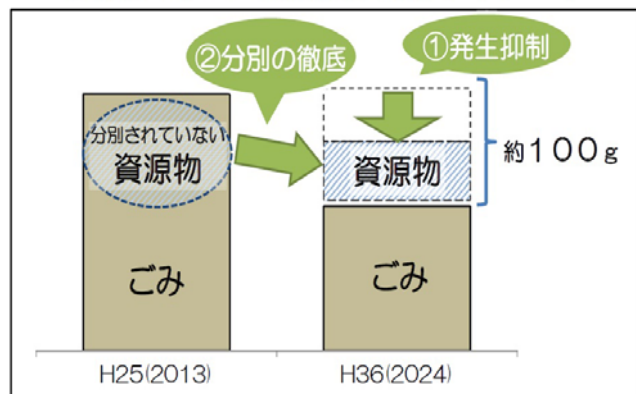 ②分別の徹底
①発生抑制
分別されていない
資源物
ごみ
資源物
ごみ
約100g
H25(2013)
H36(2024)